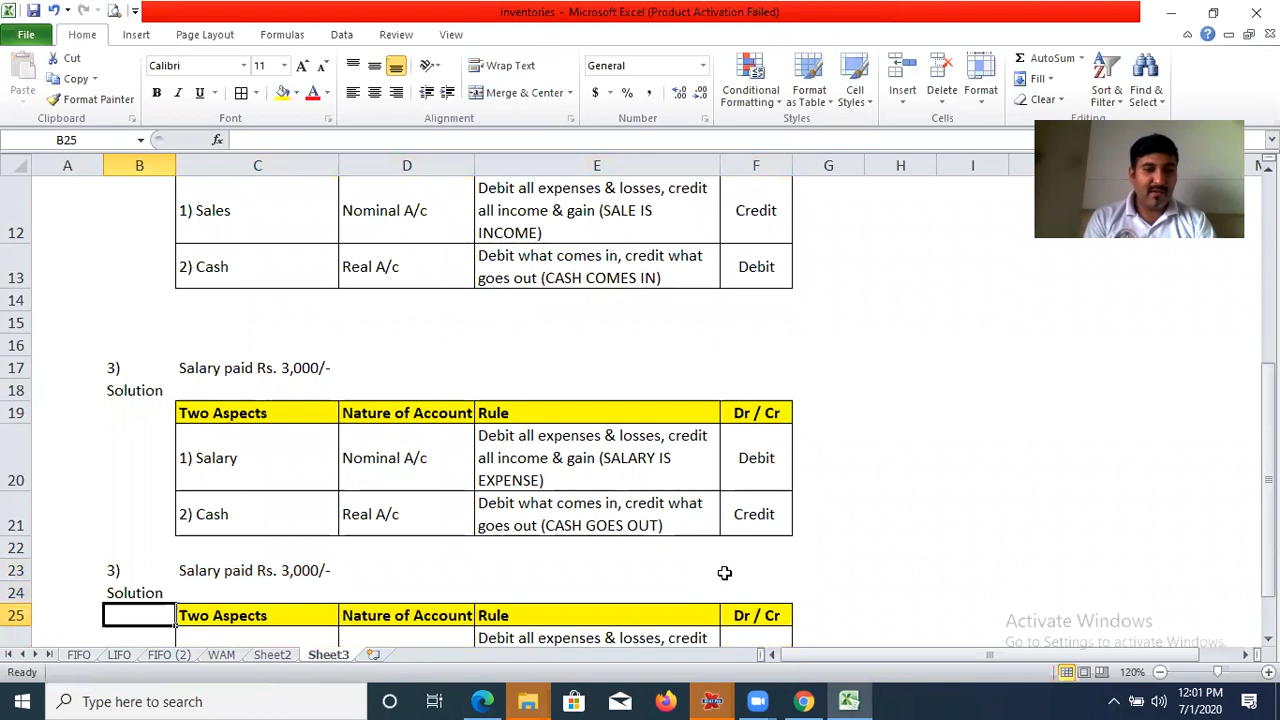 inventories - Microsoft Excel (Product Activation Failed)
File Home Insert Page Layout Formulas Data Review View
Paste
Cut
Copy
Format Painter
Clipboard
Calibri 11
B I U
Font
Wrap Text
Merge & Center
Alignment
General
$ % ,
Number
Conditional Formatting
Format as Table
Cell Styles
Styles
Insert
Delete
Format
Cells
Σ AutoSum
Fill
Clear
Sort & Filter
Find & Select
Editing
B25 fx
A B C D E F G H I
12 1) Sales Nominal A/c Debit all expenses & losses, credit all income & gain (SALE IS INCOME) Credit
13 2) Cash Real A/c Debit what comes in, credit what goes out (CASH COMES IN) Debit
14
15
16
17 3) Salary paid Rs. 3,000/-
18 Solution
19 Two Aspects Nature of Account Rule Dr / Cr
20 1) Salary Nominal A/c Debit all expenses & losses, credit all income & gain (SALARY IS EXPENSE) Debit
21 2) Cash Real A/c Debit what comes in, credit what goes out (CASH GOES OUT) Credit
22
23 3) Salary paid Rs. 3,000/-
24 Solution
25 Two Aspects Nature of Account Rule Dr / Cr
Debit all expenses & losses, credit
Activate Windows
Go to Settings to activate Windows.
FIFO LIFO FIFO (2) WAM Sheet2 Sheet3
Ready 120%
Type here to search
12:01 PM
7/1/2020